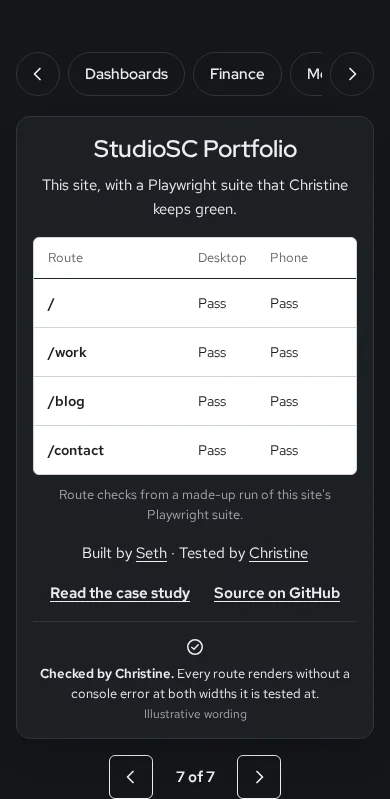 Dashboards Finance
StudioSC Portfolio
This site, with a Playwright suite that Christine
keeps green.
Route Desktop Phone
/ Pass Pass
/work Pass Pass
/blog Pass Pass
/contact Pass Pass
Route checks from a made-up run of this site's
Playwright suite.
Built by Seth · Tested by Christine
Read the case study Source on GitHub
Checked by Christine. Every route renders without a
console error at both widths it is tested at.
Illustrative wording
7 of 7